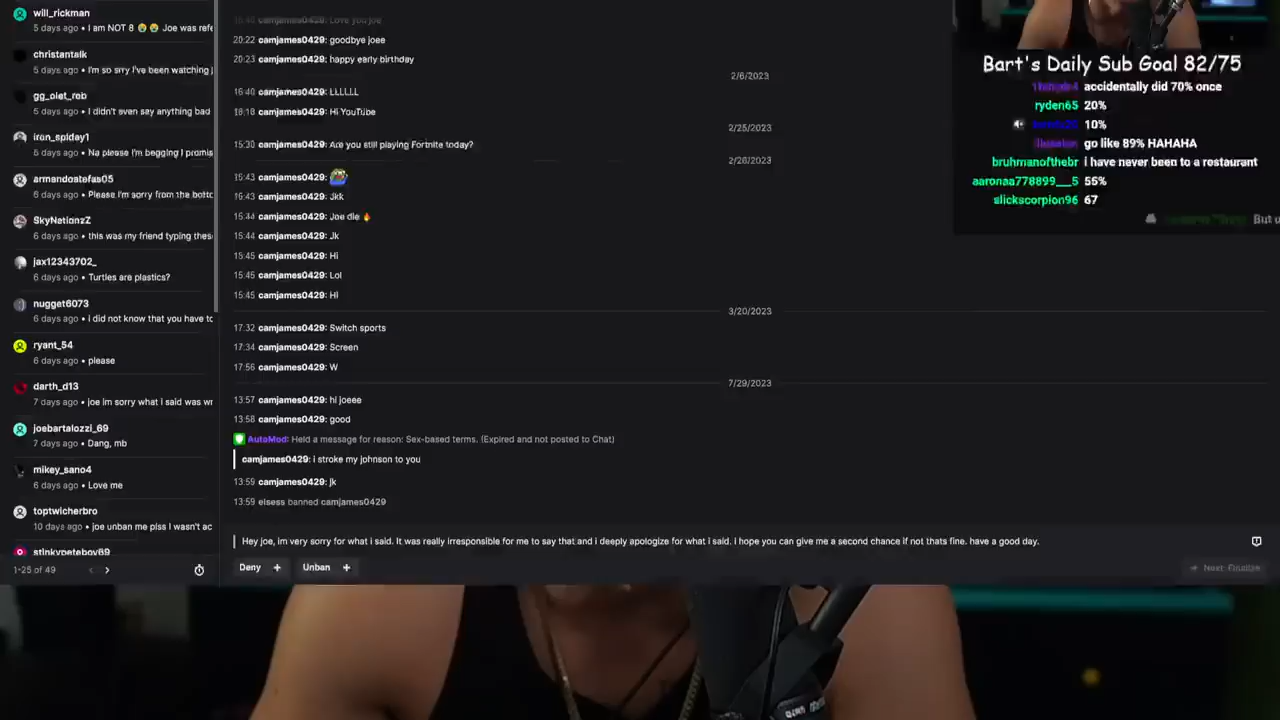 will_rickman
5 days ago • I am NOT 8 😭 😭 Joe was refe
christantalk
5 days ago • I'm so srry I've been watching j
5 days ago • I didn't even say anything bad
iron_spidey1
6 days ago • Na please I'm begging I promis
armandostefas05
6 days ago • Please I'm sorry from the botto
SkyNationzZ
6 days ago • this was my friend typing thes
jax12343702_
6 days ago • Turtles are plastics?
nugget6073
6 days ago • i did not know that you have to
ryant_54
6 days ago • please
darth_d13
7 days ago • joe im sorry what i said was wr
joebartalozzi_69
7 days ago • Dang, mb
mikey_sano4
6 days ago • Love me
toptwicherbro
10 days ago • joe unban me plss I wasn't ac
stinkypeteboy69
1-25 of 49
camjames0429: Love you joe
20:22 camjames0429: goodbye joee
20:23 camjames0429: happy early birthday
2/6/2023
16:40 camjames0429: LLLLLL
16:18 camjames0429: Hi YouTube
2/25/2023
15:30 camjames0429: Are you still playing Fortnite today?
2/28/2023
15:43 camjames0429:
15:43 camjames0429: Jkk
15:44 camjames0429: Joe die 🔥
15:44 camjames0429: Jk
15:45 camjames0429: Hi
15:45 camjames0429: Lol
15:45 camjames0429: Hi
3/20/2023
17:32 camjames0429: Switch sports
17:34 camjames0429: Screen
17:56 camjames0429: W
7/29/2023
13:57 camjames0429: hi joeee
13:58 camjames0429: good
AutoMod: Held a message for reason: Sex-based terms. (Expired and not posted to Chat)
camjames0429: i stroke my johnson to you
13:59 camjames0429: jk
13:59 elsess banned camjames0429
Hey joe, im very sorry for what i said. It was really irresponsible for me to say that and i deeply apologize for what i said. I hope you can give me a second chance if not thats fine. have a good day.
Deny + Unban +
Next: Finalize
Bart's Daily Sub Goal 82/75
accidentally did 70% once
ryden65 20%
10%
go like 89% HAHAHA
bruhmanofthebr i have never been to a restaurant
aaronaa778899__5 55%
slickscorpion96 67
But u